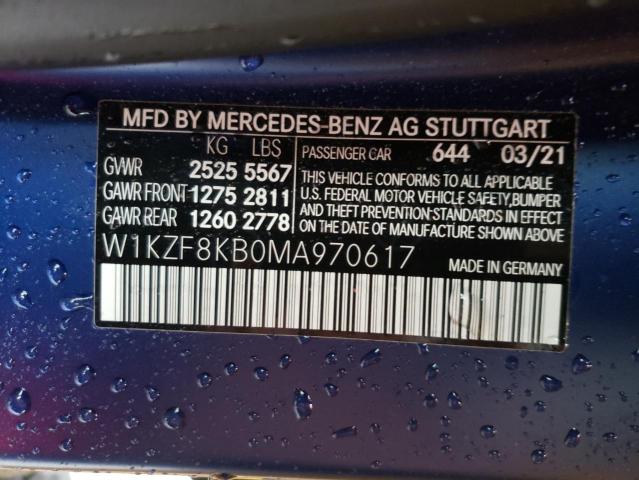 MFD BY MERCEDES-BENZ AG STUTTGART
KG LBS PASSENGER CAR 644 03/21
GVWR 2525 5567
GAWR FRONT 1275 2811
GAWR REAR 1260 2778
THIS VEHICLE CONFORMS TO ALL APPLICABLE
U.S. FEDERAL MOTOR VEHICLE SAFETY,BUMPER
AND THEFT PREVENTION STANDARDS IN EFFECT
ON THE DATE OF MANUFACTURE SHOWN ABOVE.
W1KZF8KB0MA970617 MADE IN GERMANY